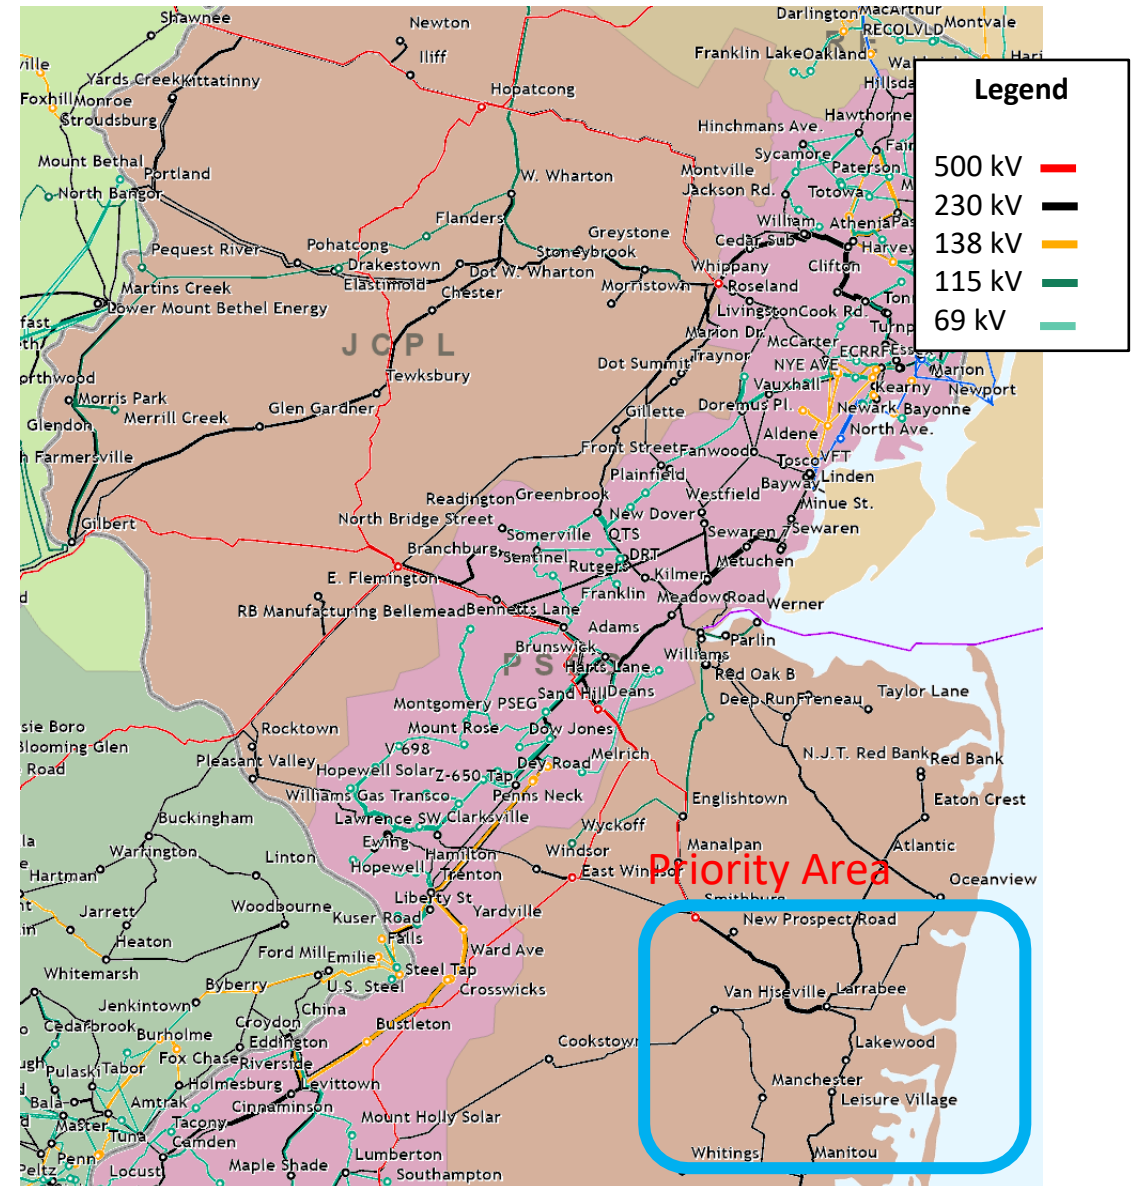 Shawnee
Newton
Darlington
MacArthur
RECOLVLD
Montvale
Iliff
Franklin Lake
Oakland
Yards Creek
Kittatinny
Foxhill
Monroe
Stroudsburg
Hopatcong
Hawthorne
Hinchmans Ave.
Sycamore
Mount Bethal
Portland
North Bangor
W. Wharton
Montville
Paterson
Jackson Rd.
Totowa
Flanders
William
Athenia
Greystone
Pequest River
Pohatcong
Stoneybrook
Cedar Sub
Drakestown
Dot W. Wharton
Whippany
Clifton
Elastimold
Chester
Morristown
Roseland
Martins Creek
Lower Mount Bethel Energy
Livingston
Cook Rd.
Marion Dr.
McCarter
JCPL
Traynor
ECRRF
Essex
Dot Summit
NYE AVE
Marion
Tewksbury
Vauxhall
Kearny
Newport
Morris Park
Merrill Creek
Glen Gardner
Gillette
Doremus Pl.
Newark
Bayonne
Glendon
Aldene
North Ave.
Farmersville
Front Street
Fanwood
Tosco
VFT
Plainfield
Bayway
Linden
Readington
Greenbrook
Westfield
Minue St.
Gilbert
North Bridge Street
New Dover
Somerville
QTS
Sewaren 7
Sewaren
Branchburg
Sentinel
DRT
Metuchen
Rutgers
Kilmer
E. Flemington
Franklin
Meadow Road
Werner
RB Manufacturing
Bellemead
Bennetts Lane
Adams
Parlin
Brunswick
Williams
PS
Harts Lane
Red Oak B
Sand Hill
Deans
Deep Run
Freneau
Taylor Lane
Montgomery PSEG
Rocktown
Mount Rose
Dow Jones
sie Boro
Blooming Glen
Road
V-698
Melrich
N.J.T. Red Bank
Red Bank
Pleasant Valley
Hopewell Solar
Z-650 Tap
Dey Road
Williams Gas Transco
Penns Neck
Englishtown
Eaton Crest
Buckingham
Lawrence SW.
Clarksville
Wyckoff
Ewing
Manalpan
Atlantic
Warrington
Linton
Hamilton
Windsor
Hartman
Hopewell
Trenton
East Windsor
Priority Area
Oceanview
Liberty St
Smithburg
Jarrett
Woodbourne
Kuser Road
Yardville
New Prospect Road
Heaton
Falls
Ford Mill
Emilie
Ward Ave
Whitemarsh
Byberry
Steel Tap
U.S. Steel
Crosswicks
Van Hiseville
Larrabee
Jenkintown
China
Cedarbrook
Burholme
Croydon
Bustleton
Cookstown
Lakewood
Eddington
Fox Chase
Pulaski
Tabor
Riverside
Manchester
Holmesburg
Levittown
Leisure Village
Bala
Amtrak
Cinnaminson
Mount Holly Solar
Master
Tuna
Tacony
Camden
Whitings
Manitou
Penn
Peltz
Locust
Maple Shade
Lumberton
Southampton
Legend
500 kV
230 kV
138 kV
115 kV
69 kV